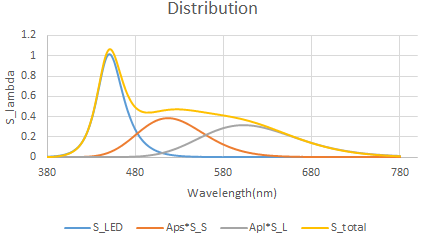 Distribution
1.2
1
0.8
0.6
0.4
0.2
0
S_lambda
380 480 580 680 780
Wavelength(nm)
S_LED Aps*S_S Apl*S_L S_total